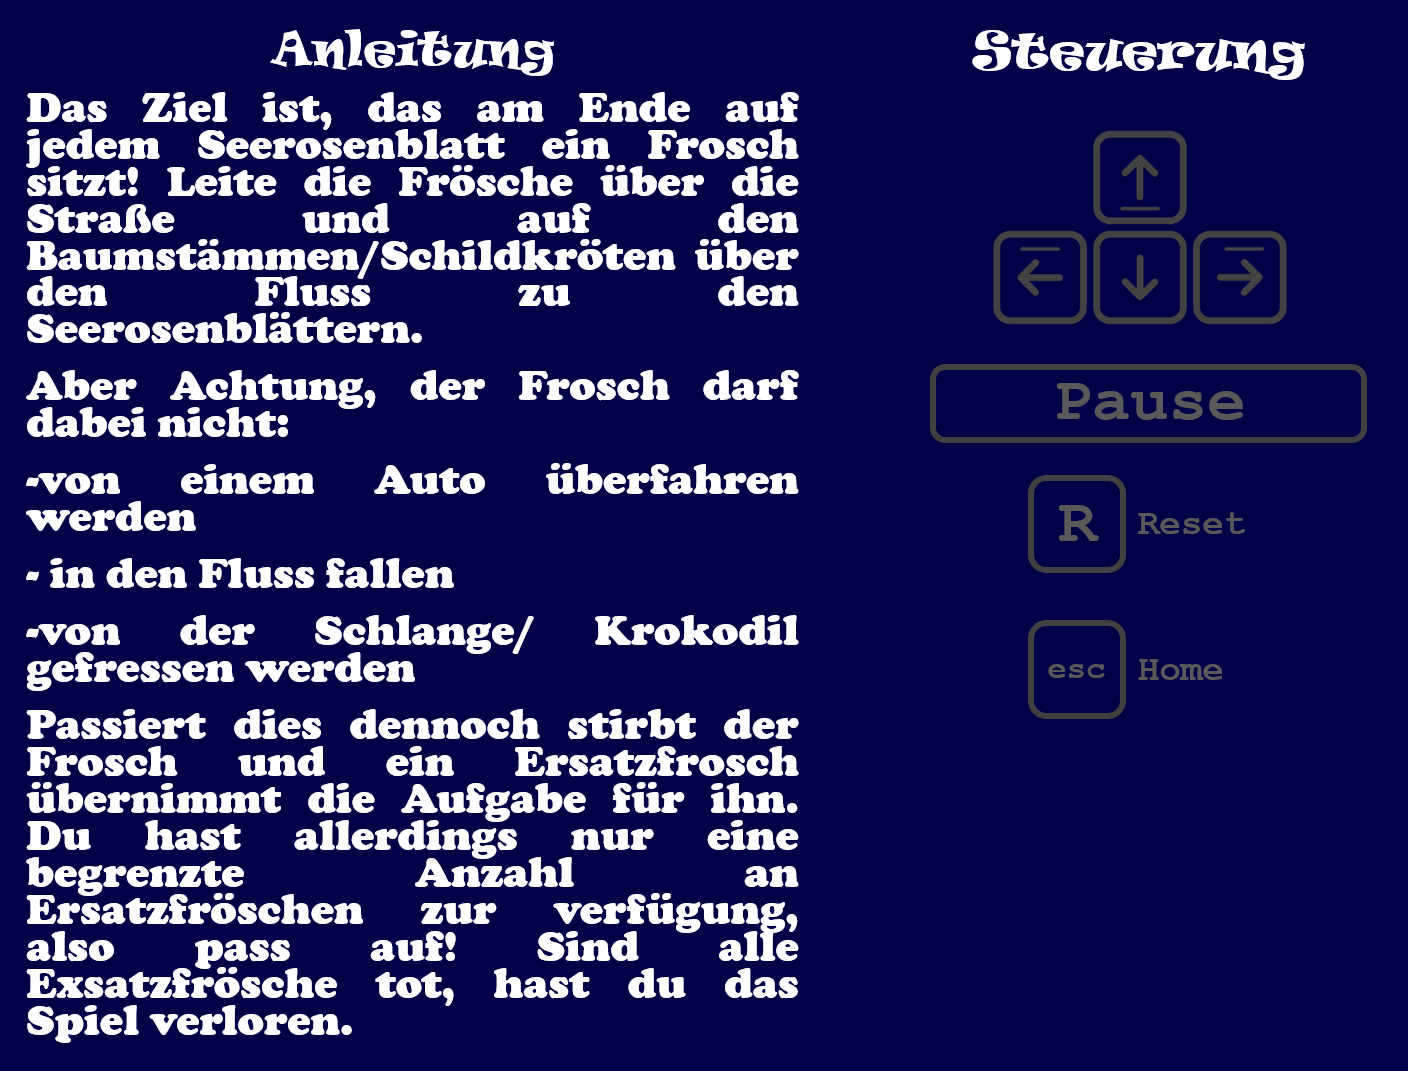 Anleitung
Das Ziel ist, das am Ende auf
jedem Seerosenblatt ein Frosch
sitzt! Leite die Frösche über die
Straße und auf den
Baumstämmen/Schildkröten über
den Fluss zu den
Seerosenblättern.
Aber Achtung, der Frosch darf
dabei nicht:
-von einem Auto überfahren
werden
- in den Fluss fallen
-von der Schlange/ Krokodil
gefressen werden
Passiert dies dennoch stirbt der
Frosch und ein Ersatzfrosch
übernimmt die Aufgabe für ihn.
Du hast allerdings nur eine
begrenzte Anzahl an
Ersatzfröschen zur verfügung,
also pass auf! Sind alle
Exsatzfrösche tot, hast du das
Spiel verloren.
Steuerung
Pause
R Reset
esc Home